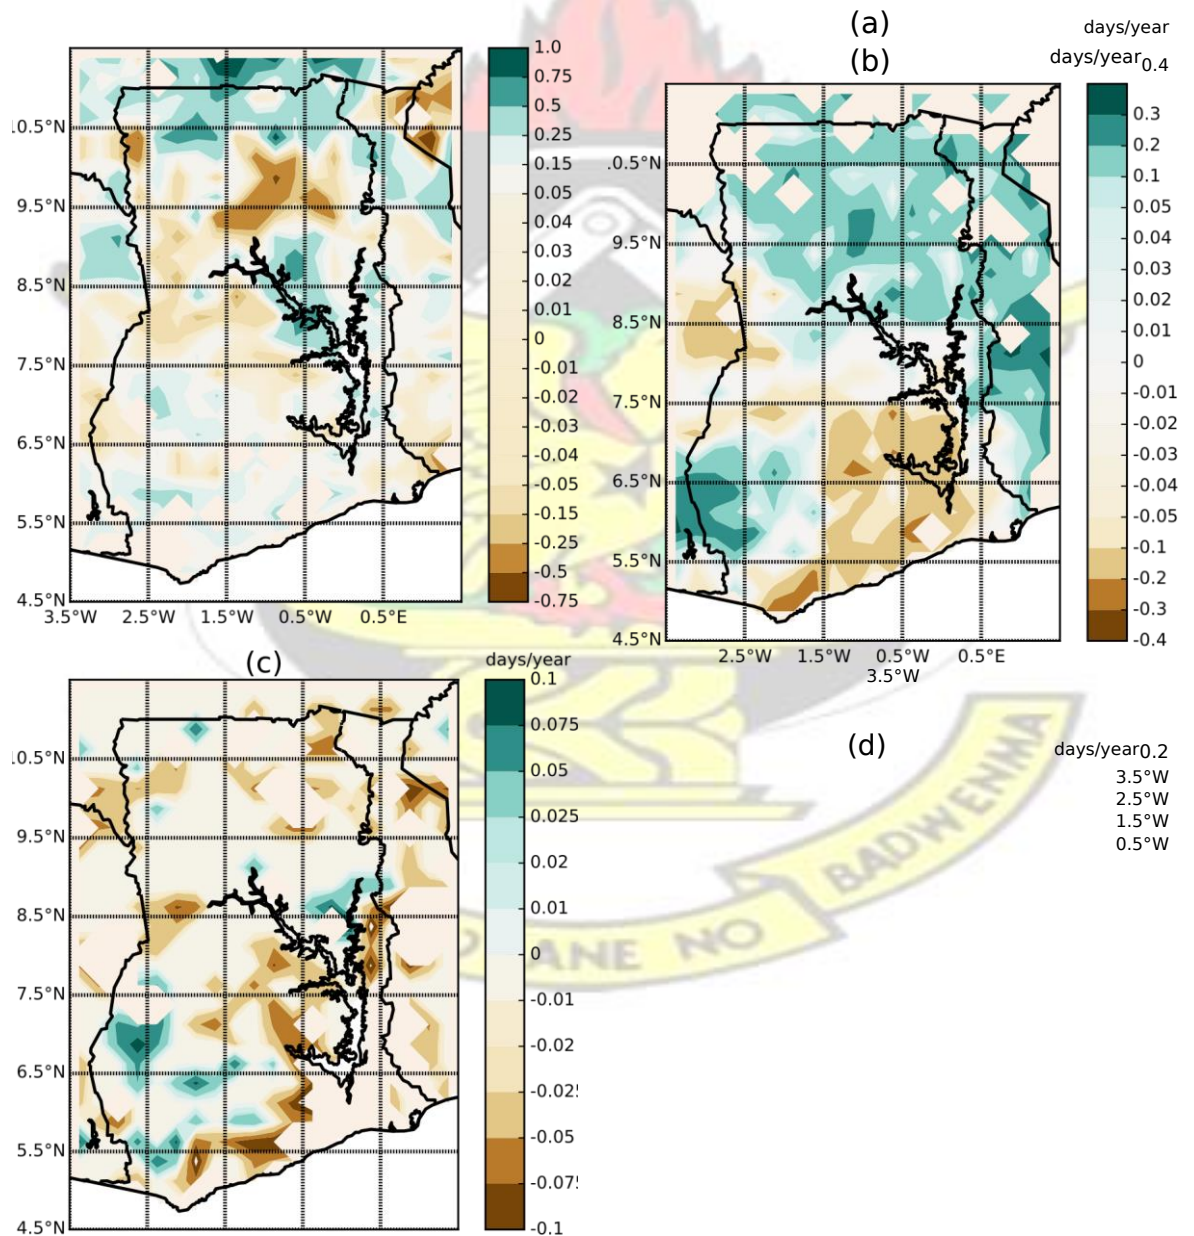 (a)
days/year
1.0
0.75
0.5
0.25
0.15
0.05
0.04
0.03
0.01
0
-0.01
-0.02
-0.03
-0.04
-0.05
-0.15
-0.25
-0.5
-0.75
.0.5°N
9.5°N
8.5°N
7.5°N
6.5°N
5.5°N
4.5°N
3.5°W 2.5°W 1.5°W 0.5°W 0.5°E
(b)
days/year0.4
0.3
0.2
0.1
0.05
0.04
0.03
0.02
0.01
0
-0.01
-0.02
-0.03
-0.04
-0.05
-0.1
-0.2
-0.3
-0.4
.0.5°N
9.5°N
8.5°N
7.5°N
6.5°N
5.5°N
4.5°N
2.5°W 1.5°W 0.5°W 0.5°E
3.5°W
(c)
days/year
0.1
0.075
0.05
0.025
0.02
0.01
0
-0.01
-0.02
-0.025
-0.05
-0.075
-0.1
.0.5°N
9.5°N
8.5°N
7.5°N
6.5°N
5.5°N
4.5°N
(d)
days/year0.2
3.5°W
2.5°W
1.5°W
0.5°W
ANE NO BADWENMA